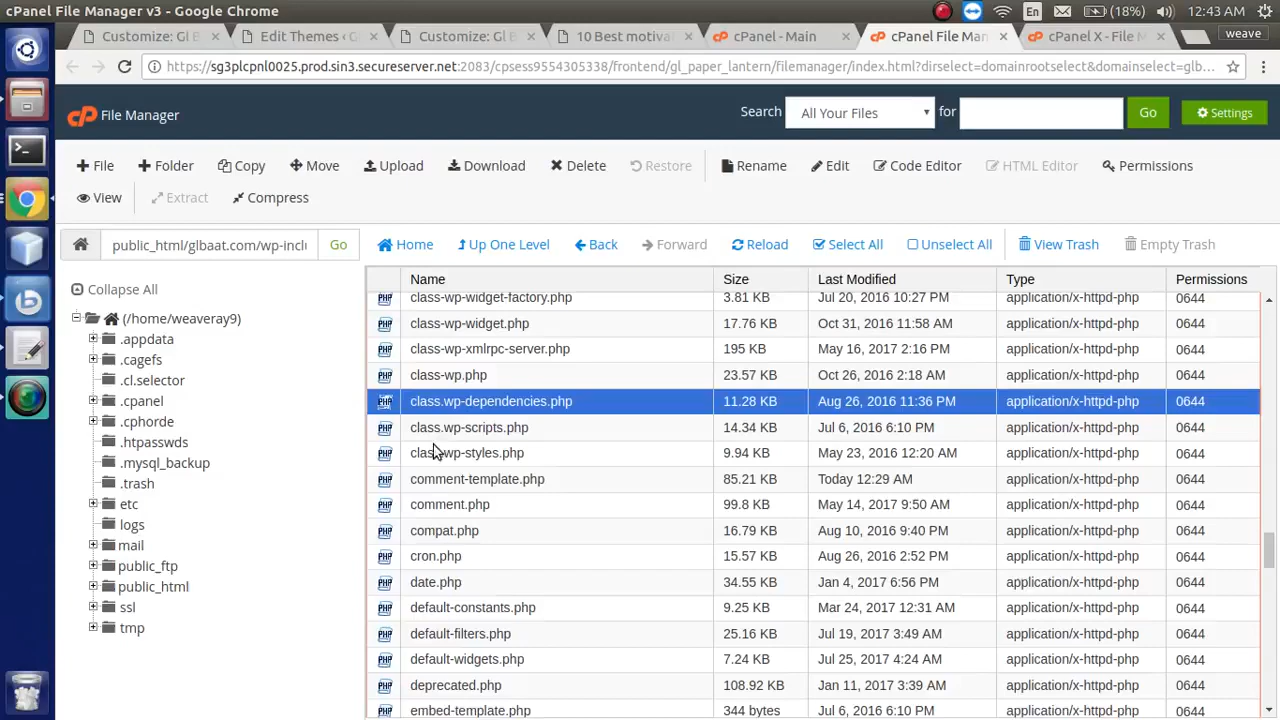 cPanel File Manager v3 - Google Chrome
En
(18%)
12:43 AM
Customize: Gl B
Edit Themes ‹ G
Customize: Gl B
10 Best motiva
cPanel - Main
cPanel File Man
cPanel X - File M
weave
https://sg3plcpnl0025.prod.sin3.secureserver.net:2083/cpsess9554305338/frontend/gl_paper_lantern/filemanager/index.html?dirselect=domainrootselect&domainselect=glb...
cP File Manager
Search All Your Files for Go Settings
File Folder Copy Move Upload Download Delete Restore Rename Edit Code Editor HTML Editor Permissions
View Extract Compress
public_html/glbaat.com/wp-incl Go Home Up One Level Back Forward Reload Select All Unselect All View Trash Empty Trash
Collapse All
(/home/weaveray9)
.appdata
.cagefs
.cl.selector
.cpanel
.cphorde
.htpasswds
.mysql_backup
.trash
etc
logs
mail
public_ftp
public_html
ssl
tmp
Name Size Last Modified Type Permissions
class-wp-widget-factory.php 3.81 KB Jul 20, 2016 10:27 PM application/x-httpd-php 0644
class-wp-widget.php 17.76 KB Oct 31, 2016 11:58 AM application/x-httpd-php 0644
class-wp-xmlrpc-server.php 195 KB May 16, 2017 2:16 PM application/x-httpd-php 0644
class-wp.php 23.57 KB Oct 26, 2016 2:18 AM application/x-httpd-php 0644
class.wp-dependencies.php 11.28 KB Aug 26, 2016 11:36 PM application/x-httpd-php 0644
class.wp-scripts.php 14.34 KB Jul 6, 2016 6:10 PM application/x-httpd-php 0644
class.wp-styles.php 9.94 KB May 23, 2016 12:20 AM application/x-httpd-php 0644
comment-template.php 85.21 KB Today 12:29 AM application/x-httpd-php 0644
comment.php 99.8 KB May 14, 2017 9:50 AM application/x-httpd-php 0644
compat.php 16.79 KB Aug 10, 2016 9:40 PM application/x-httpd-php 0644
cron.php 15.57 KB Aug 26, 2016 2:52 PM application/x-httpd-php 0644
date.php 34.55 KB Jan 4, 2017 6:56 PM application/x-httpd-php 0644
default-constants.php 9.25 KB Mar 24, 2017 12:31 AM application/x-httpd-php 0644
default-filters.php 25.16 KB Jul 19, 2017 3:49 AM application/x-httpd-php 0644
default-widgets.php 7.24 KB Jul 25, 2017 4:24 AM application/x-httpd-php 0644
deprecated.php 108.92 KB Jan 11, 2017 3:39 AM application/x-httpd-php 0644
embed-template.php 344 bytes Jul 6, 2016 6:10 PM application/x-httpd-php 0644